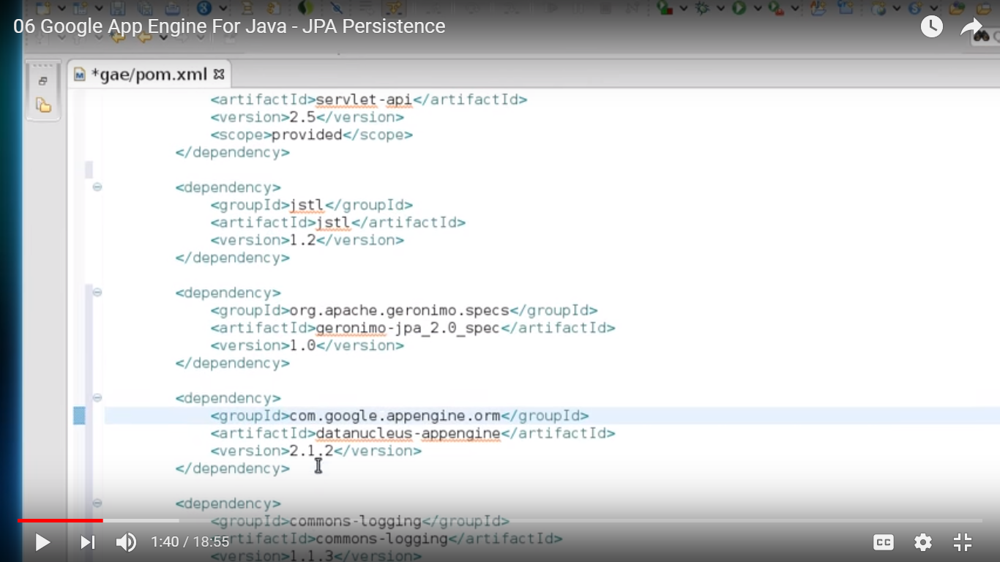 06 Google App Engine For Java - JPA Persistence
*gae/pom.xml
<artifactId>servlet-api</artifactId>
<version>2.5</version>
<scope>provided</scope>
</dependency>
<dependency>
<groupId>jstl</groupId>
<artifactId>jstl</artifactId>
<version>1.2</version>
</dependency>
<dependency>
<groupId>org.apache.geronimo.specs</groupId>
<artifactId>geronimo-jpa_2.0_spec</artifactId>
<version>1.0</version>
</dependency>
<dependency>
<groupId>com.google.appengine.orm</groupId>
<artifactId>datanucleus-appengine</artifactId>
<version>2.1.2</version>
</dependency>
<dependency>
<groupId>commons-logging</groupId>
<artifactId>commons-logging</artifactId>
<version>1.1.3</version>
1:40 / 18:55
CC